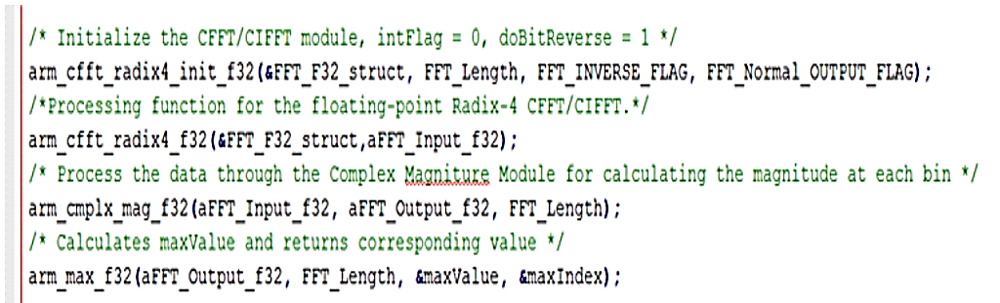 /* Initialize the CFFT/CIFFT module, intFlag = 0, doBitReverse = 1 */
arm_cfft_radix4_init_f32(&FFT_F32_struct, FFT_Length, FFT_INVERSE_FLAG, FFT_Normal_OUTPUT_FLAG);
/*Processing function for the floating-point Radix-4 CFFT/CIFFT.*/
arm_cfft_radix4_f32(&FFT_F32_struct,aFFT_Input_f32);
/* Process the data through the Complex Magniture Module for calculating the magnitude at each bin */
arm_cmplx_mag_f32(aFFT_Input_f32, aFFT_Output_f32, FFT_Length);
/* Calculates maxValue and returns corresponding value */
arm_max_f32(aFFT_Output_f32, FFT_Length, &maxValue, &maxIndex);